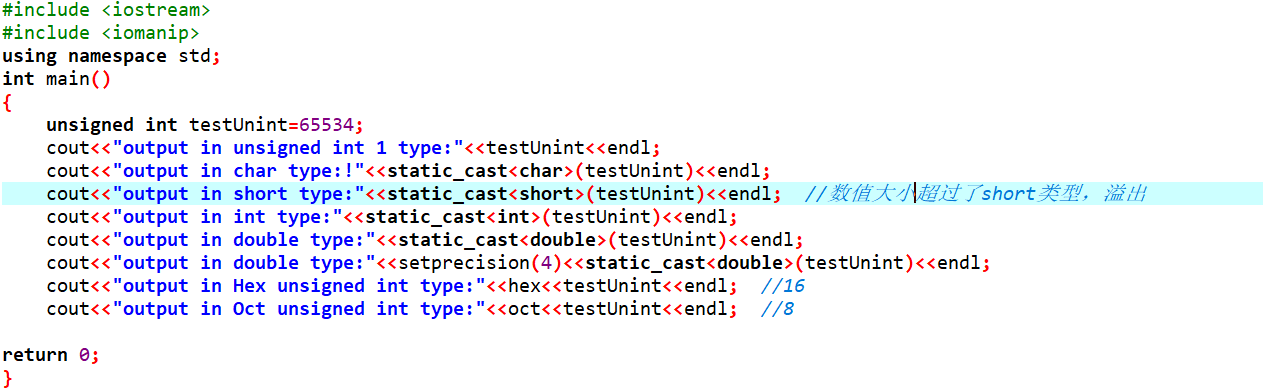 #include <iostream>
#include <iomanip>
using namespace std;
int main()
{
    unsigned int testUnint=65534;
    cout<<"output in unsigned int 1 type:"<<testUnint<<endl;
    cout<<"output in char type:!"<<static_cast<char>(testUnint)<<endl;
    cout<<"output in short type:"<<static_cast<short>(testUnint)<<endl;  //数值大小超过了short类型，溢出
    cout<<"output in int type:"<<static_cast<int>(testUnint)<<endl;
    cout<<"output in double type:"<<static_cast<double>(testUnint)<<endl;
    cout<<"output in double type:"<<setprecision(4)<<static_cast<double>(testUnint)<<endl;
    cout<<"output in Hex unsigned int type:"<<hex<<testUnint<<endl;  //16
    cout<<"output in Oct unsigned int type:"<<oct<<testUnint<<endl;  //8

return 0;
}